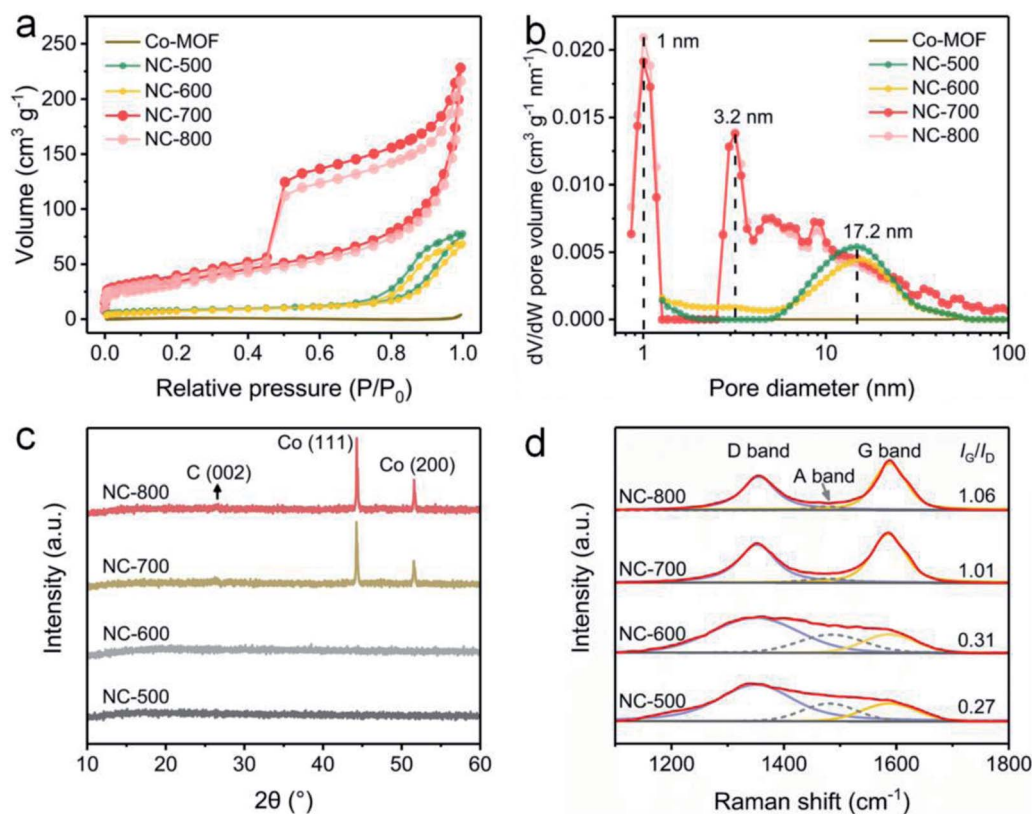 a
Co-MOF
NC-500
NC-600
NC-700
NC-800
250
200
150
100
50
0
Volume (cm³ g⁻¹)
0.0 0.2 0.4 0.6 0.8 1.0
Relative pressure (P/P₀)
b
1 nm
3.2 nm
17.2 nm
Co-MOF
NC-500
NC-600
NC-700
NC-800
0.020
0.015
0.010
0.005
0.000
dV/dW pore volume (cm³ g⁻¹ nm⁻¹)
1 10 100
Pore diameter (nm)
c
Co (111)
C (002)
Co (200)
NC-800
NC-700
NC-600
NC-500
Intensity (a.u.)
10 20 30 40 50 60
2θ (°)
d
D band
A band
G band
I_G/I_D
NC-800
1.06
NC-700
1.01
NC-600
0.31
NC-500
0.27
Intensity (a.u.)
1200 1400 1600 1800
Raman shift (cm⁻¹)